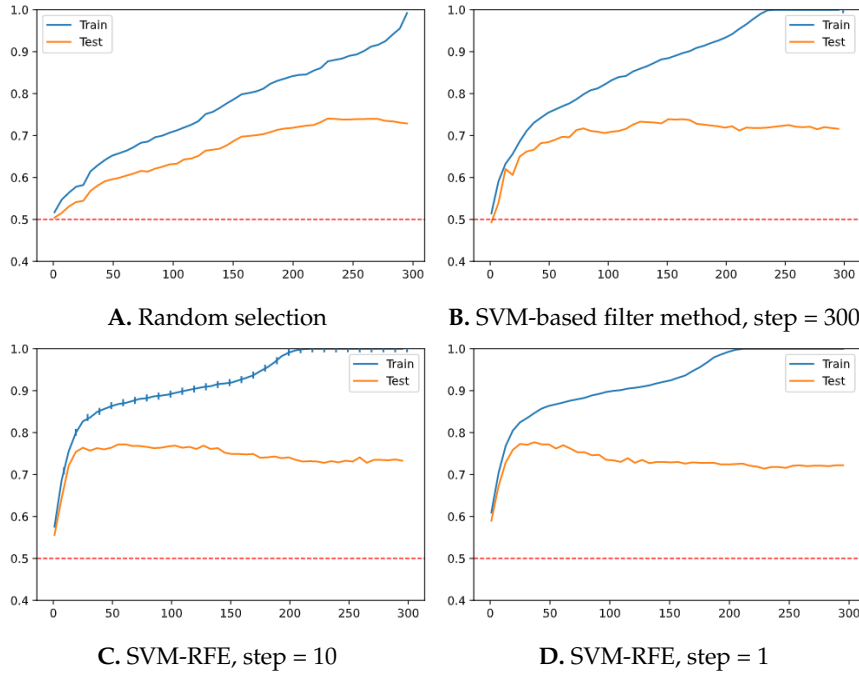 1.0
0.9
0.8
0.7
0.6
0.5
0.4
0 50 100 150 200 250 300
Train
Test
A. Random selection
1.0
0.9
0.8
0.7
0.6
0.5
0.4
0 50 100 150 200 250 300
Train
Test
B. SVM-based filter method, step = 300
1.0
0.9
0.8
0.7
0.6
0.5
0.4
0 50 100 150 200 250 300
Train
Test
C. SVM-RFE, step = 10
1.0
0.9
0.8
0.7
0.6
0.5
0.4
0 50 100 150 200 250 300
Train
Test
D. SVM-RFE, step = 1